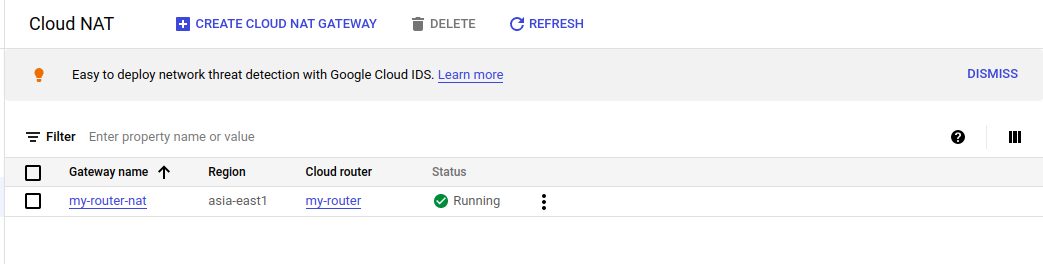 Cloud NAT CREATE CLOUD NAT GATEWAY DELETE REFRESH
Easy to deploy network threat detection with Google Cloud IDS. Learn more DISMISS
Filter Enter property name or value
Gateway name Region Cloud router Status
my-router-nat asia-east1 my-router Running